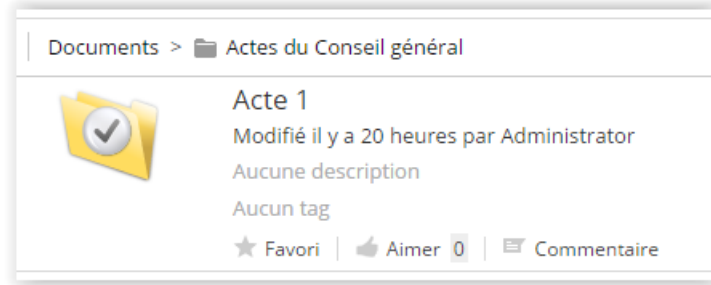 Documents > Actes du Conseil général
Acte 1
Modifié il y a 20 heures par Administrator
Aucune description
Aucun tag
Favori Aimer 0 Commentaire